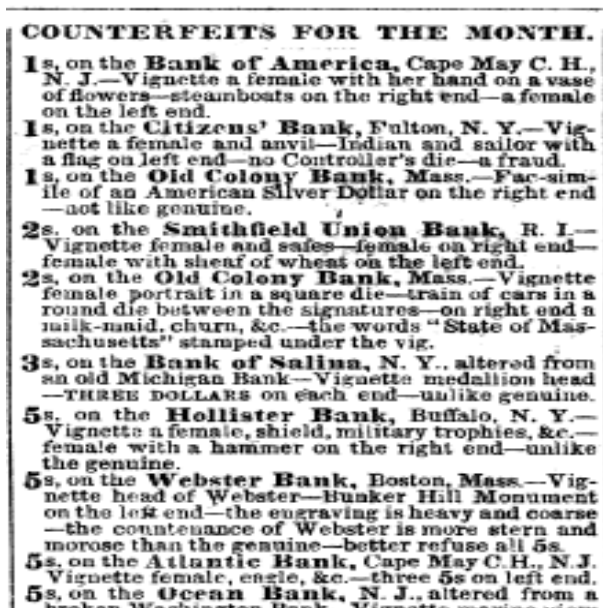 COUNTERFEITS FOR THE MONTH.
1s, on the Bank of America, Cape May C. H.,
N. J.—Vignette a female with her hand on a vase
of flowers—steamboats on the right end—a female
on the left end.
1s, on the Citizens' Bank, Fulton, N. Y.—Vig-
nette a female and anvil—Indian and sailor with
a flag on left end—no Controller's die—a fraud.
1s, on the Old Colony Bank, Mass.—Fac-sim-
ile of an American Silver Dollar on the right end
—not like genuine.
2s, on the Smithfield Union Bank, R. I.—
Vignette female and safes—female on right end—
female with sheaf of wheat on the left end.
2s, on the Old Colony Bank, Mass.—Vignette
female portrait in a square die—train of cars in a
round die between the signatures—on right end a
milk-maid, churn, &c.—the words "State of Mas-
sachusetts" stamped under the vig.
3s, on the Bank of Salina, N. Y., altered from
an old Michigan Bank—Vignette medallion head
—THREE DOLLARS on each end—unlike genuine.
5s, on the Hollister Bank, Buffalo, N. Y.—
Vignette a female, shield, military trophies, &c.—
female with a hammer on the right end—unlike
the genuine.
5s, on the Webster Bank, Boston, Mass.—Vig-
nette head of Webster—Bunker Hill Monument
on the left end—the engraving is heavy and coarse
—the countenance of Webster is more stern and
morose than the genuine—better refuse all 5s.
5s, on the Atlantic Bank, Cape May C. H., N. J.
Vignette female, eagle, &c.—three 5s on left end.
5s, on the Ocean Bank, N. J., altered from a
broken Washington Bank—Vignette